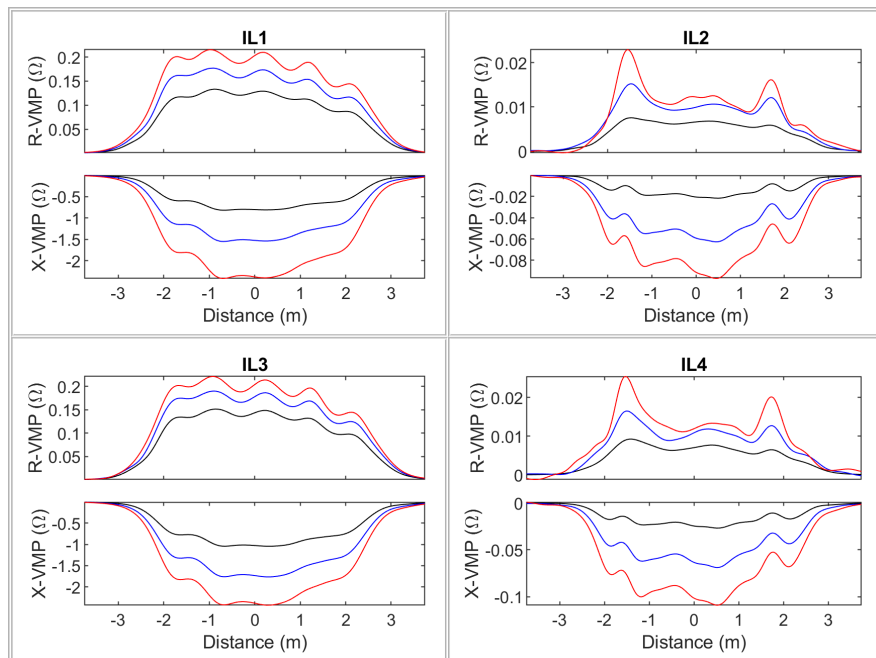 IL1
R-VMP (Ω)
0.2
0.15
0.1
0.05
X-VMP (Ω)
-0.5
-1
-1.5
-2
-3 -2 -1 0 1 2 3
Distance (m)
IL2
R-VMP (Ω)
0.02
0.01
0
X-VMP (Ω)
-0.02
-0.04
-0.06
-0.08
-3 -2 -1 0 1 2 3
Distance (m)
IL3
R-VMP (Ω)
0.2
0.15
0.1
0.05
X-VMP (Ω)
-0.5
-1
-1.5
-2
-3 -2 -1 0 1 2 3
Distance (m)
IL4
R-VMP (Ω)
0.02
0.01
0
X-VMP (Ω)
0
-0.05
-0.1
-3 -2 -1 0 1 2 3
Distance (m)